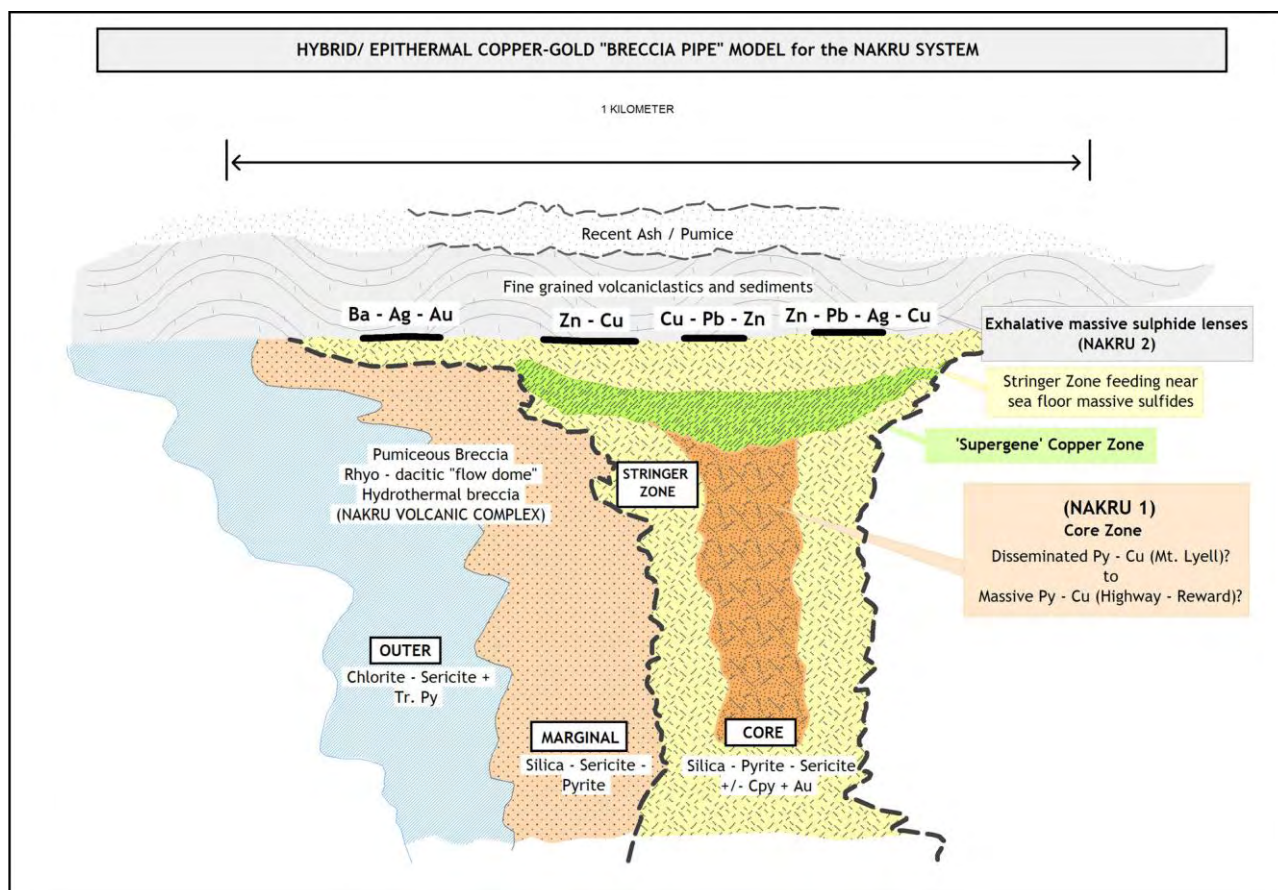 HYBRID/ EPITHERMAL COPPER-GOLD "BRECCIA PIPE" MODEL for the NAKRU SYSTEM
1 KILOMETER
Recent Ash / Pumice
Fine grained volcaniclastics and sediments
Ba - Ag - Au
Zn - Cu
Cu - Pb - Zn
Zn - Pb - Ag - Cu
Exhalative massive sulphide lenses
(NAKRU 2)
Stringer Zone feeding near
sea floor massive sulfides
'Supergene' Copper Zone
Pumiceous Breccia
Rhyo - dacitic "flow dome"
Hydrothermal breccia
(NAKRU VOLCANIC COMPLEX)
STRINGER
ZONE
(NAKRU 1)
Core Zone
Disseminated Py - Cu (Mt. Lyell)?
to
Massive Py - Cu (Highway - Reward)?
OUTER
Chlorite - Sericite +
Tr. Py
MARGINAL
Silica - Sericite -
Pyrite
CORE
Silica - Pyrite - Sericite
+/- Cpy + Au